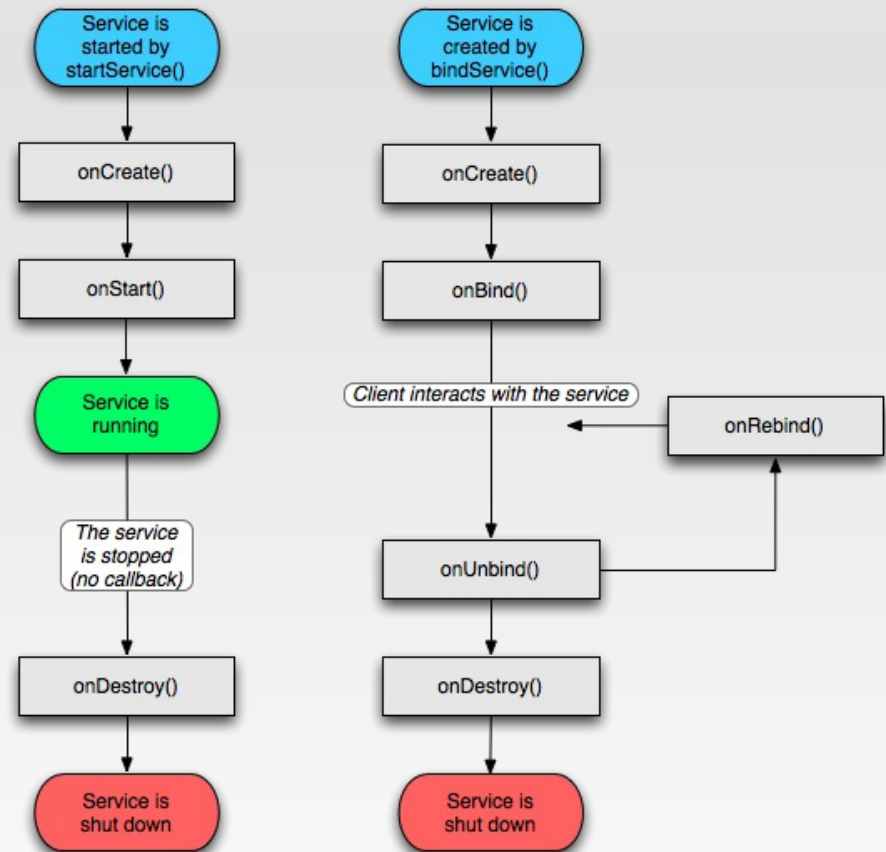 Service is
started by
startService()
onCreate()
onStart()
Service is
running
The service
is stopped
(no callback)
onDestroy()
Service is
shut down
Service is
created by
bindService()
onCreate()
onBind()
Client interacts with the service
onRebind()
onUnbind()
onDestroy()
Service is
shut down